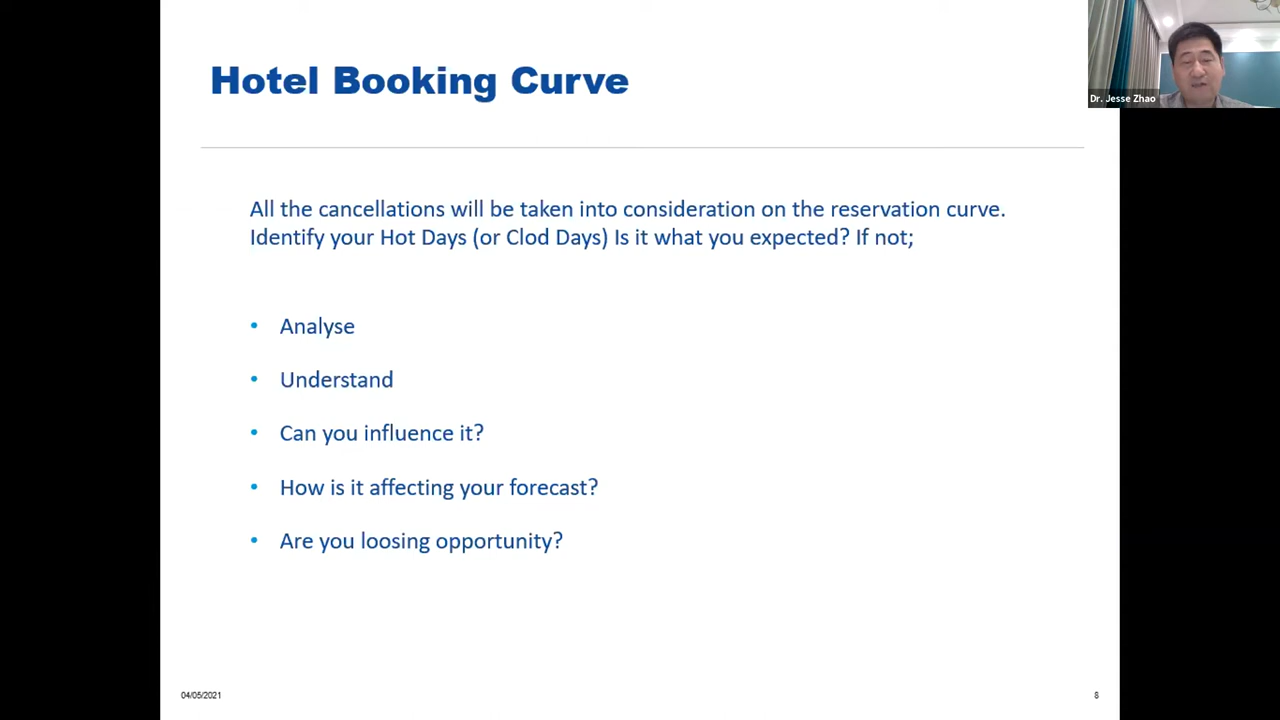 Hotel Booking Curve
Dr. Jesse Zhao
All the cancellations will be taken into consideration on the reservation curve.
Identify your Hot Days (or Clod Days) Is it what you expected? If not;
• Analyse
• Understand
• Can you influence it?
• How is it affecting your forecast?
• Are you loosing opportunity?
04/05/2021
8